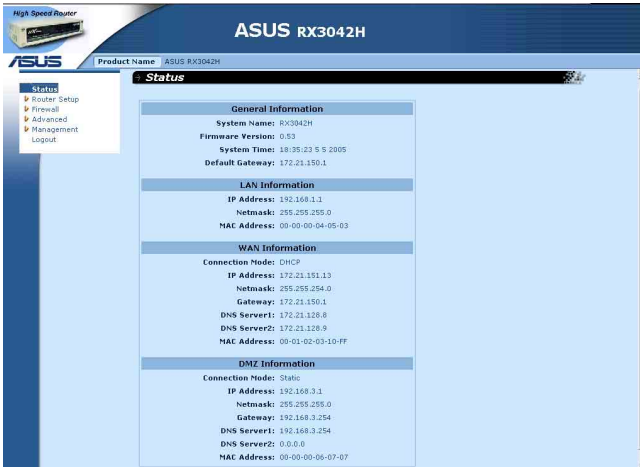 High Speed Router
ASUS RX3042H
ASUS
Product Name ASUS RX3042H
Status
Status
Router Setup
Firewall
Advanced
Management
Logout
General Information
System Name: RX3042H
Firmware Version: 0.53
System Time: 18:35:23 5 5 2005
Default Gateway: 172.21.150.1
LAN Information
IP Address: 192.168.1.1
Netmask: 255.255.255.0
MAC Address: 00-00-00-04-05-03
WAN Information
Connection Mode: DHCP
IP Address: 172.21.151.13
Netmask: 255.255.254.0
Gateway: 172.21.150.1
DNS Server1: 172.21.128.8
DNS Server2: 172.21.128.9
MAC Address: 00-01-02-03-10-FF
DMZ Information
Connection Mode: Static
IP Address: 192.168.3.1
Netmask: 255.255.255.0
Gateway: 192.168.3.254
DNS Server1: 192.168.3.254
DNS Server2: 0.0.0.0
MAC Address: 00-00-00-06-07-07